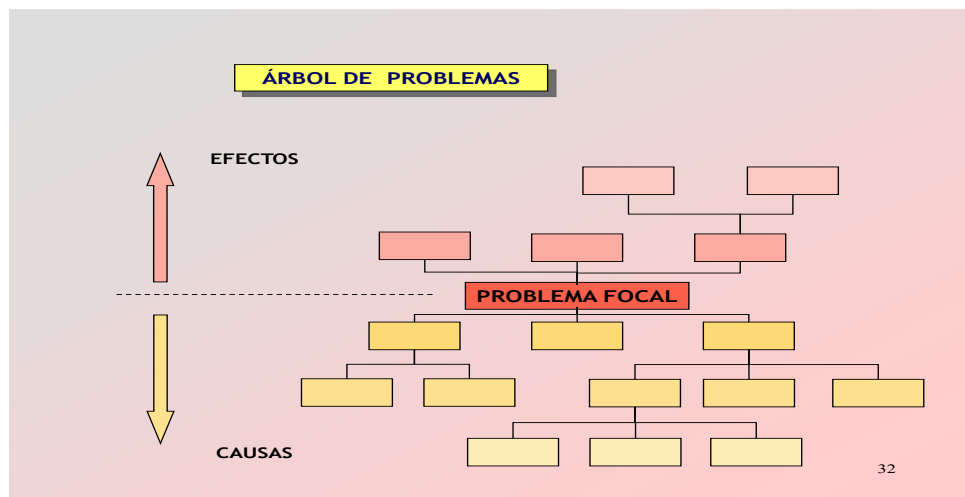 ÁRBOL DE PROBLEMAS
EFECTOS
PROBLEMA FOCAL
CAUSAS
32